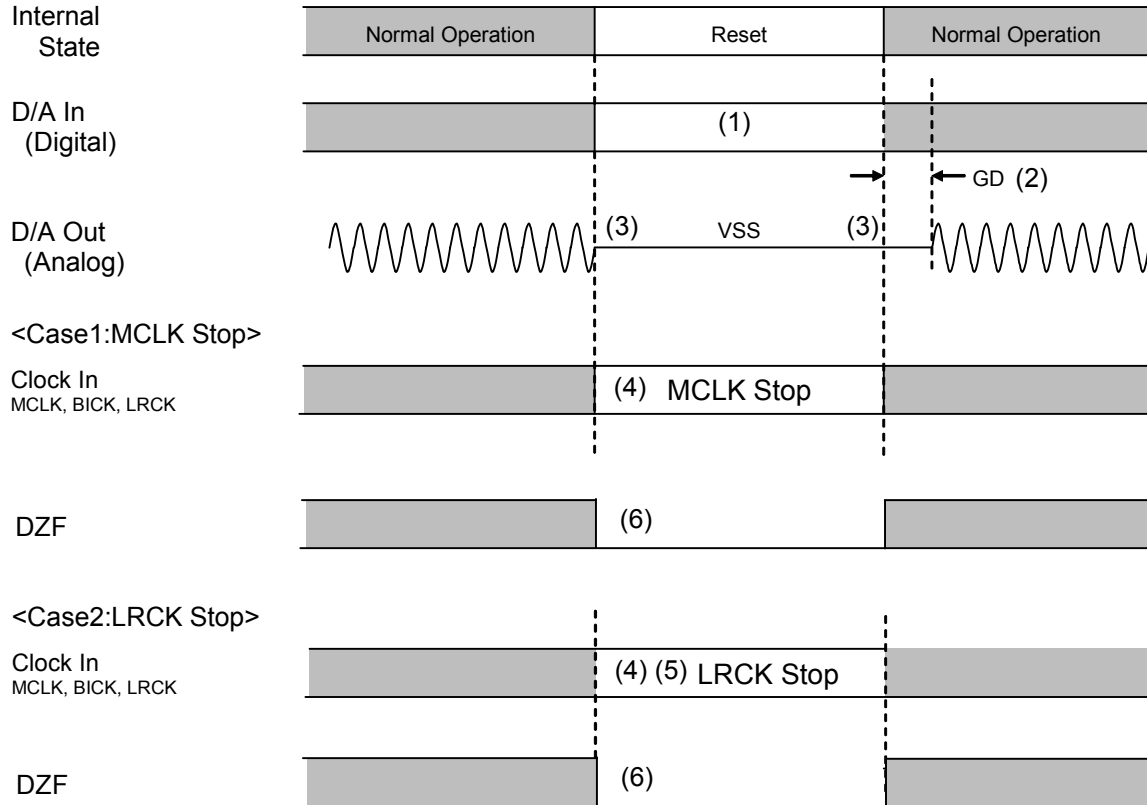 Internal
State
Normal Operation
Reset
Normal Operation
D/A In
(Digital)
(1)
GD (2)
D/A Out
(Analog)
(3)
VSS
(3)
<Case1:MCLK Stop>
Clock In
MCLK, BICK, LRCK
(4) MCLK Stop
DZF
(6)
<Case2:LRCK Stop>
Clock In
MCLK, BICK, LRCK
(4) (5) LRCK Stop
DZF
(6)